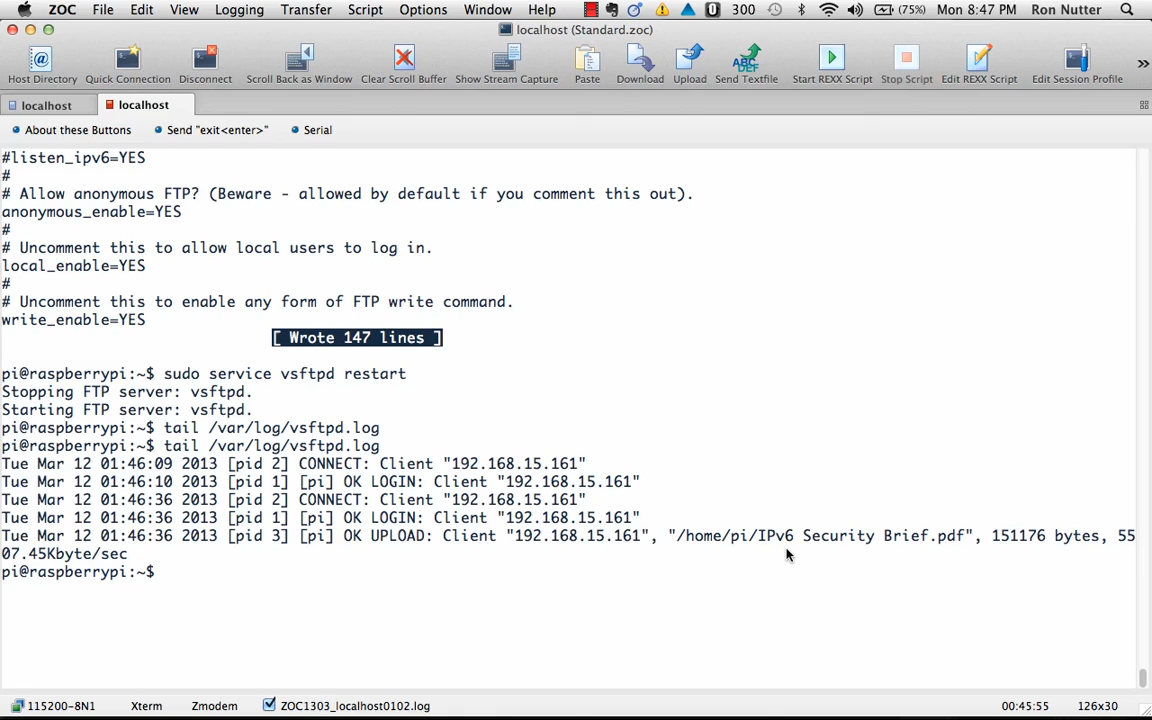 ZOC File Edit View Logging Transfer Script Options Window Help 300 (75%) Mon 8:47 PM Ron Nutter
localhost (Standard.zoc)
Host Directory Quick Connection Disconnect Scroll Back as Window Clear Scroll Buffer Show Stream Capture Paste Download Upload Send Textfile Start REXX Script Stop Script Edit REXX Script Edit Session Profile
localhost localhost
About these Buttons Send "exit<enter>" Serial
#listen_ipv6=YES
#
# Allow anonymous FTP? (Beware - allowed by default if you comment this out).
anonymous_enable=YES
#
# Uncomment this to allow local users to log in.
local_enable=YES
#
# Uncomment this to enable any form of FTP write command.
write_enable=YES
[ Wrote 147 lines ]
pi@raspberrypi:~$ sudo service vsftpd restart
Stopping FTP server: vsftpd.
Starting FTP server: vsftpd.
pi@raspberrypi:~$ tail /var/log/vsftpd.log
pi@raspberrypi:~$ tail /var/log/vsftpd.log
Tue Mar 12 01:46:09 2013 [pid 2] CONNECT: Client "192.168.15.161"
Tue Mar 12 01:46:10 2013 [pid 1] [pi] OK LOGIN: Client "192.168.15.161"
Tue Mar 12 01:46:36 2013 [pid 2] CONNECT: Client "192.168.15.161"
Tue Mar 12 01:46:36 2013 [pid 1] [pi] OK LOGIN: Client "192.168.15.161"
Tue Mar 12 01:46:36 2013 [pid 3] [pi] OK UPLOAD: Client "192.168.15.161", "/home/pi/IPv6 Security Brief.pdf", 151176 bytes, 55
07.45Kbyte/sec
pi@raspberrypi:~$
115200-8N1 Xterm Zmodem ZOC1303_localhost0102.log 00:45:55 126x30